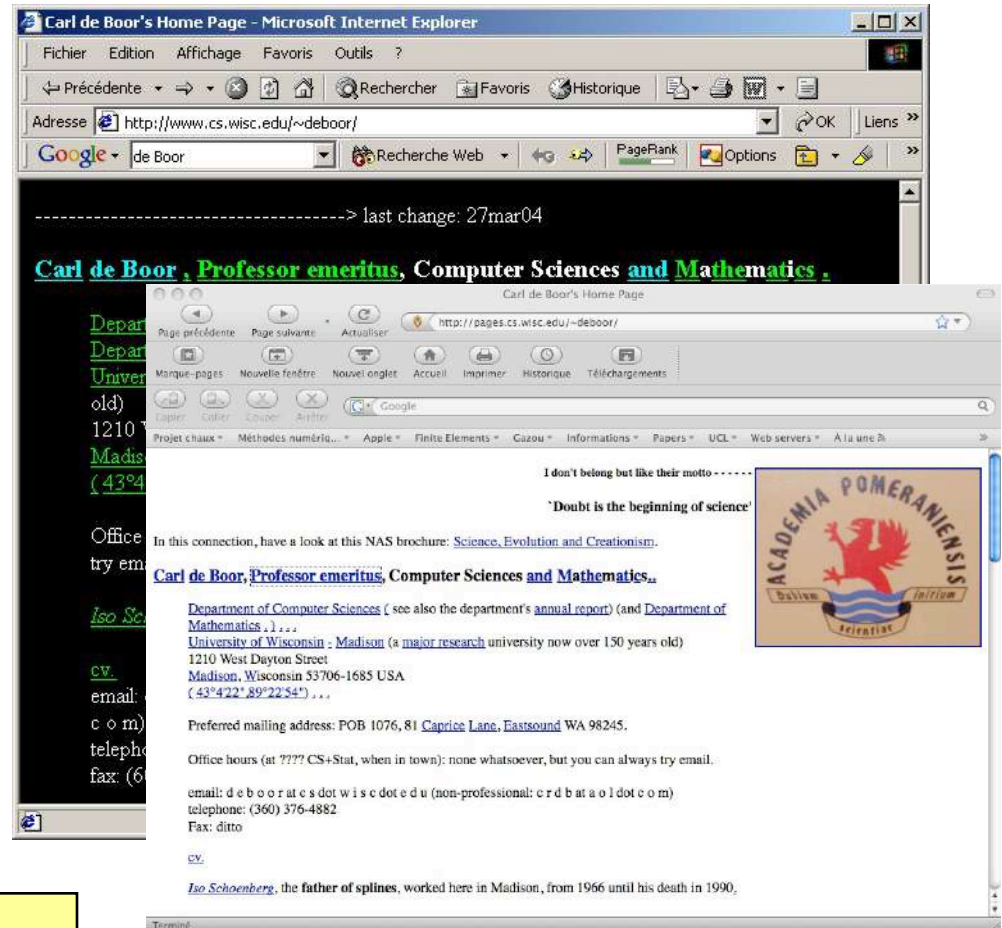 Carl de Boor's Home Page - Microsoft Internet Explorer
Fichier Edition Affichage Favoris Outils ?
Précédente Rechercher Favoris Historique
Adresse http://www.cs.wisc.edu/~deboor/ OK Liens »
Google de Boor Recherche Web PageRank Options »
-------------------------------------> last change: 27mar04
Carl de Boor , Professor emeritus, Computer Sciences and Mathematics .
Depar
Depar
Univer
old)
1210
Madis
( 43°4
Office
try ema
Iso Sc
cv.
email:
c o m)
telepho
fax: (6
Carl de Boor's Home Page
Page précédente Page suivante Actualiser http://pages.cs.wisc.edu/~deboor/
Marque-pages Nouvelle fenêtre Nouvel onglet Accueil Imprimer Historique Téléchargements
Copier Coller Couper Arrêter Google
Projet chaux Méthodes numériq... Apple Finite Elements Gazou Informations Papers UCL Web servers A la une »
I don't belong but like their motto - - - - - -
`Doubt is the beginning of science'
ACADEMIA POMERANIENSIS
Dubium initium
scientiae
In this connection, have a look at this NAS brochure: Science, Evolution and Creationism.
Carl de Boor, Professor emeritus, Computer Sciences and Mathematics..
Department of Computer Sciences ( see also the department's annual report) (and Department of
Mathematics , ) , , ,
University of Wisconsin - Madison (a major research university now over 150 years old)
1210 West Dayton Street
Madison, Wisconsin 53706-1685 USA
( 43°4'22",89°22'54") , , ,
Preferred mailing address: POB 1076, 81 Caprice Lane, Eastsound WA 98245.
Office hours (at ???? CS+Stat, when in town): none whatsoever, but you can always try email.
email: d e b o o r at c s dot w i s c dot e d u (non-professional: c r d b at a o l dot c o m)
telephone: (360) 376-4882
Fax: ditto
cv.
Iso Schoenberg, the father of splines, worked here in Madison, from 1966 until his death in 1990.
Terminé